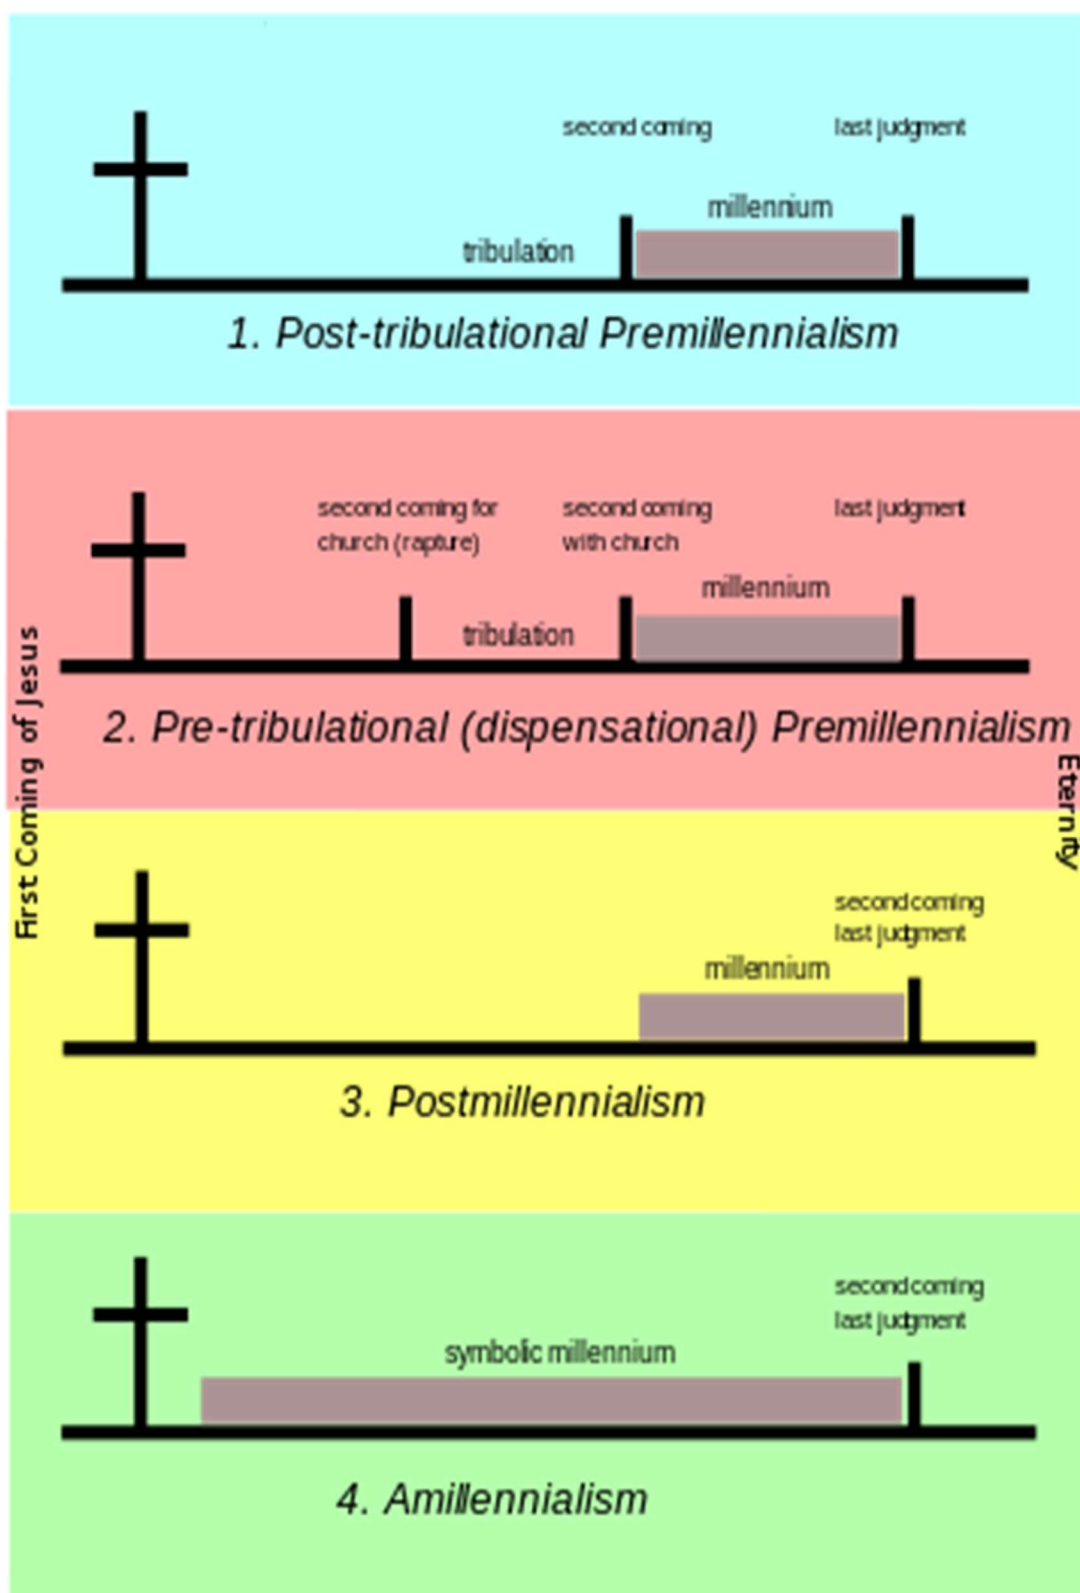 second coming
last judgment
millennium
tribulation
1. Post-tribulational Premillennialism
second coming for
church (rapture)
second coming
with church
last judgment
millennium
tribulation
2. Pre-tribulational (dispensational) Premillennialism
First Coming of Jesus
Eternity
second coming
last judgment
millennium
3. Postmillennialism
second coming
last judgment
symbolic millennium
4. Amillennialism